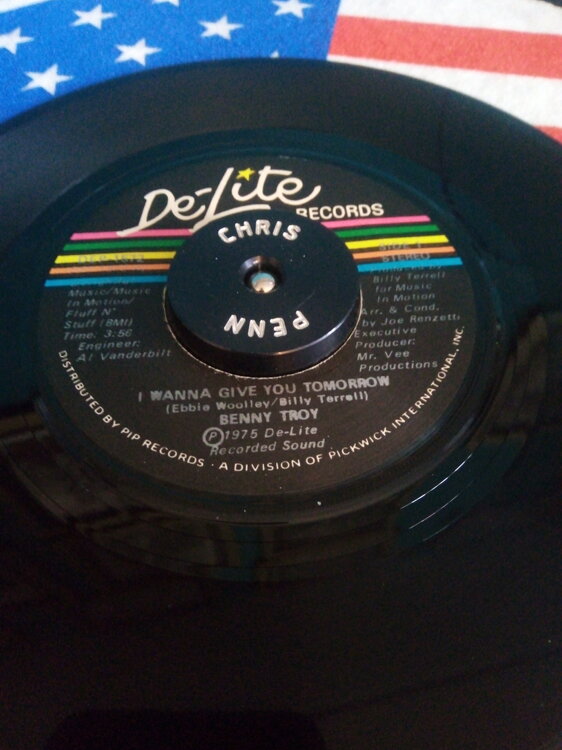 De-Lite
RECORDS
CHRIS
PENN
SIDE 1
STEREO
Music/Music
In Motion/
Fluff N'
Stuff (BMI)
Time: 3:56
Engineer:
Al Vanderbilt
Billy Terrell
for Music
In Motion
Arr. & Cond.
by Joe Renzetti
Executive
Producer:
Mr. Vee
Productions
I WANNA GIVE YOU TOMORROW
(Ebbie Woolley/Billy Terrell)
BENNY TROY
Ⓟ1975 De-Lite
Recorded Sound
DISTRIBUTED BY PIP RECORDS · A DIVISION OF PICKWICK INTERNATIONAL, INC.